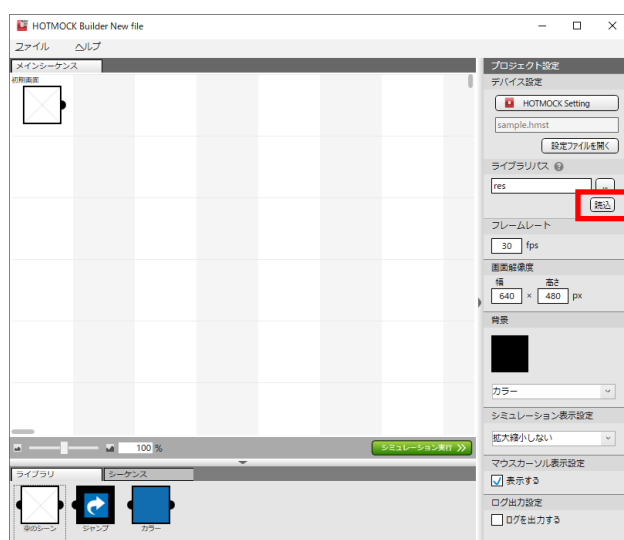 HOTMOCK Builder New file
ファイル ヘルプ
メインシーケンス
初期画面
プロジェクト設定
デバイス設定
HOTMOCK Setting
sample.hmst
設定ファイルを開く
ライブラリパス
res
...
読込
フレームレート
30 fps
画面解像度
幅 高さ
640 × 480 px
背景
カラー
シミュレーション表示設定
拡大縮小しない
マウスカーソル表示設定
表示する
ログ出力設定
ログを出力する
100 %
シミュレーション実行
ライブラリ シーケンス
空のシーン ジャンプ カラー